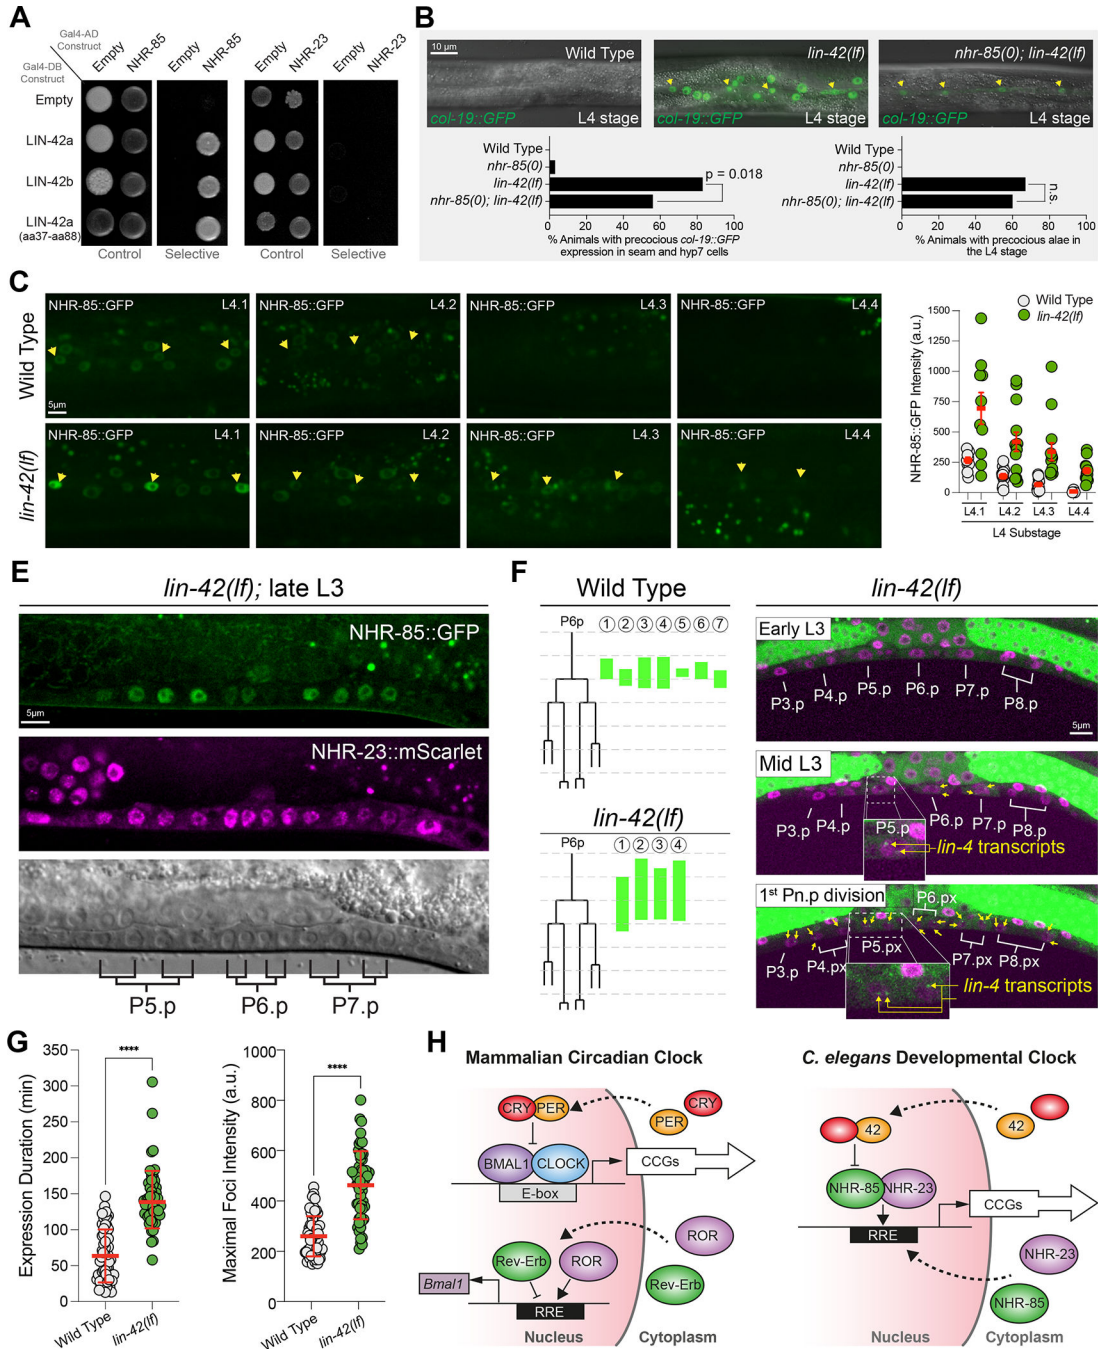 A
Gal4-AD
Construct
Gal4-DB
Construct
Empty
NHR-85
Empty
NHR-85
Empty
NHR-23
Empty
NHR-23
Empty
LIN-42a
LIN-42b
LIN-42a
(aa37-aa88)
Control
Selective
Control
Selective
B
10 µm
Wild Type
col-19::GFP
L4 stage
lin-42(lf)
col-19::GFP
L4 stage
nhr-85(0); lin-42(lf)
col-19::GFP
L4 stage
Wild Type
nhr-85(0)
lin-42(lf)
nhr-85(0); lin-42(lf)
p = 0.018
0 20 40 60 80 100
% Animals with precocious col-19::GFP
expression in seam and hyp7 cells
Wild Type
lin-42(lf)
nhr-85(0); lin-42(lf)
n.s.
0 20 40 60 80 100
% Animals with precocious alae in
the L4 stage
C
Wild Type
NHR-85::GFP L4.1
5µm
NHR-85::GFP L4.2
NHR-85::GFP L4.3
NHR-85::GFP L4.4
lin-42(lf)
NHR-85::GFP L4.1
NHR-85::GFP L4.2
NHR-85::GFP L4.3
NHR-85::GFP L4.4
Wild Type
lin-42(lf)
NHR-85::GFP Intensity (a.u.)
1500
1250
1000
750
500
250
0
L4.1 L4.2 L4.3 L4.4
L4 Substage
E
lin-42(lf); late L3
NHR-85::GFP
5µm
NHR-23::mScarlet
P5.p
P6.p
P7.p
F
Wild Type
P6.p
1 2 3 4 5 6 7
lin-42(lf)
P6.p
1 2 3 4
lin-42(lf)
Early L3
P3.p
P4.p
P5.p
P6.p
P7.p
P8.p
5µm
Mid L3
P3.p
P4.p
P5.p
P6.p
P7.p
P8.p
lin-4 transcripts
1st Pn.p division
P6.px
P3.p
P4.px
P5.px
P7.px
P8.px
lin-4 transcripts
G
Expression Duration (min)
350
300
250
200
150
100
50
0
****
Wild Type
lin-42(lf)
Maximal Foci Intensity (a.u.)
1000
800
600
400
200
0
****
Wild Type
lin-42(lf)
H
Mammalian Circadian Clock
CRY
PER
PER
CRY
BMAL1
CLOCK
E-box
CCGs
Rev-Erb
ROR
ROR
Rev-Erb
Bmal1
RRE
Nucleus
Cytoplasm
C. elegans Developmental Clock
42
42
NHR-85
NHR-23
RRE
CCGs
NHR-23
NHR-85
Nucleus
Cytoplasm